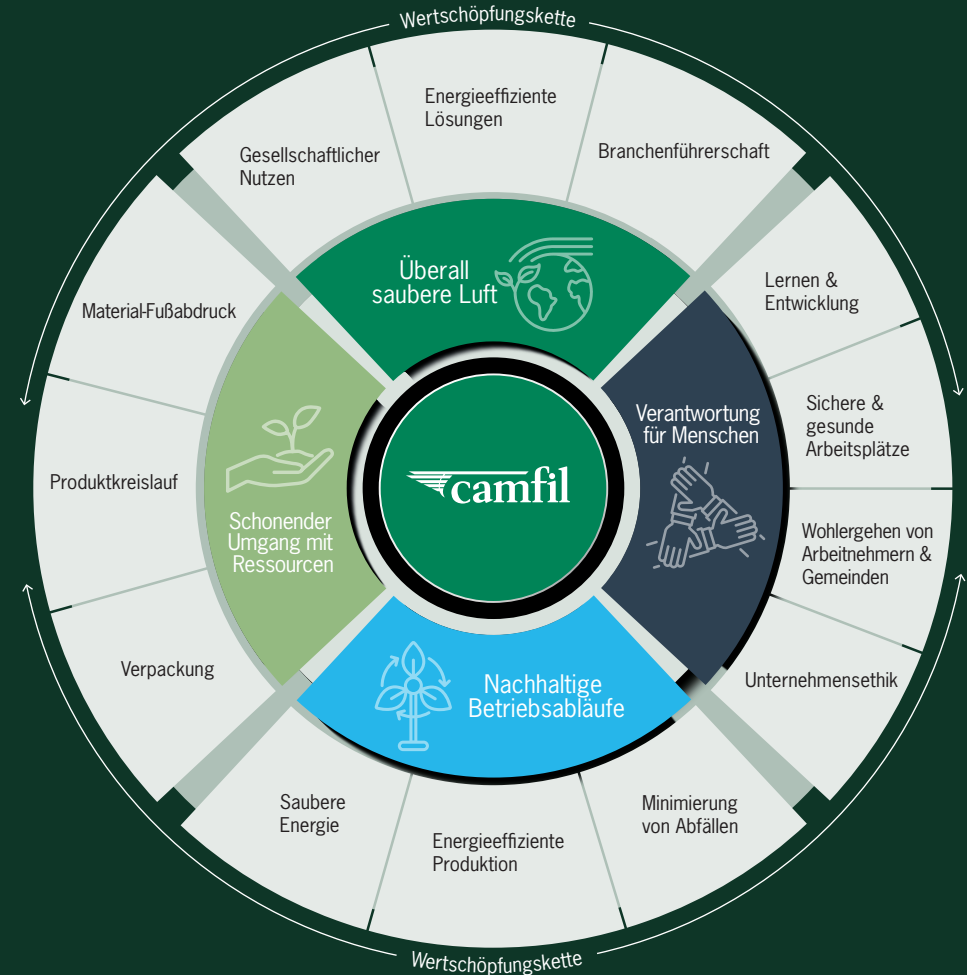 Wertschöpfungskette
Energieeffiziente
Lösungen
Gesellschaftlicher
Nutzen
Branchenführerschaft
Überall
saubere Luft
Lernen &
Entwicklung
Material-Fußabdruck
Verantwortung
für Menschen
Sichere &
gesunde
Arbeitsplätze
Produktkreislauf
camfil
Schonender
Umgang mit
Ressourcen
Wohlergehen von
Arbeitnehmern &
Gemeinden
Verpackung
Nachhaltige
Betriebsabläufe
Unternehmensethik
Saubere
Energie
Energieeffiziente
Produktion
Minimierung
von Abfällen
Wertschöpfungskette